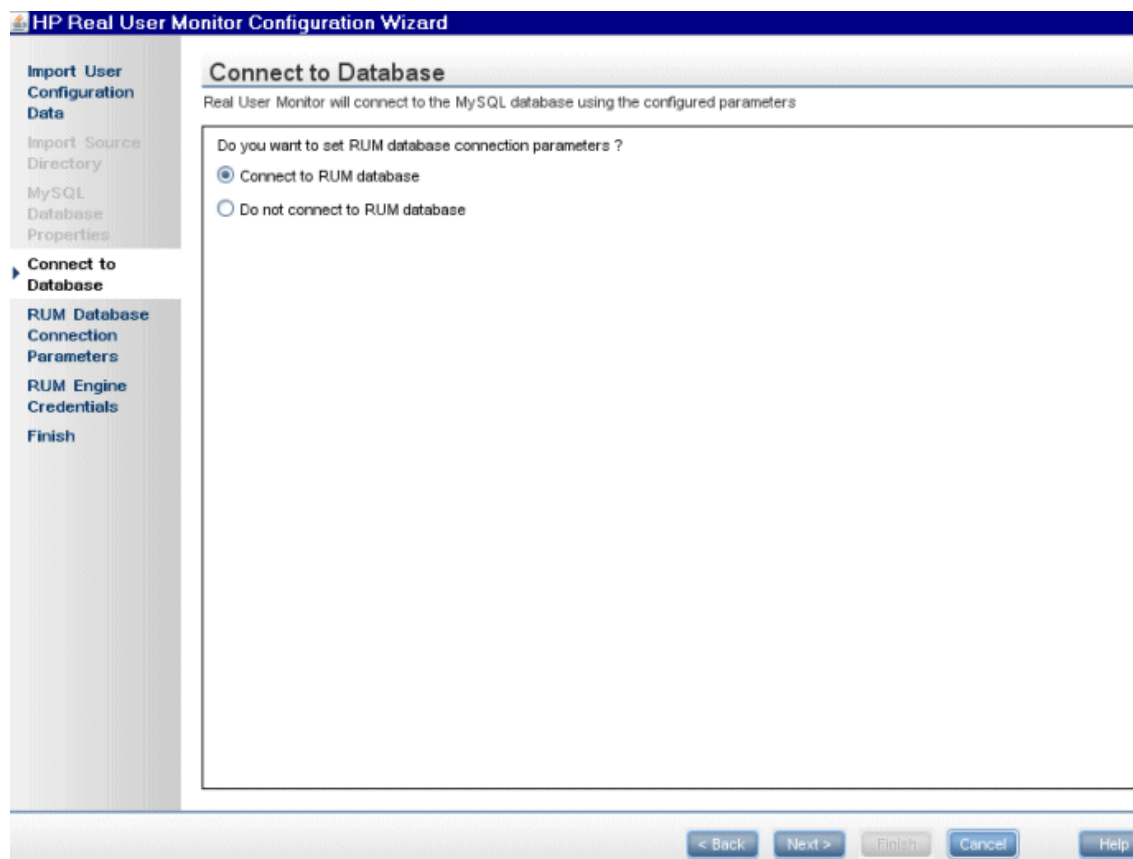 HP Real User Monitor Configuration Wizard
Import User
Configuration
Data
Import Source
Directory
MySQL
Database
Properties
Connect to
Database
RUM Database
Connection
Parameters
RUM Engine
Credentials
Finish
Connect to Database
Real User Monitor will connect to the MySQL database using the configured parameters
Do you want to set RUM database connection parameters ?
Connect to RUM database
Do not connect to RUM database
< Back
Next >
Finish
Cancel
Help